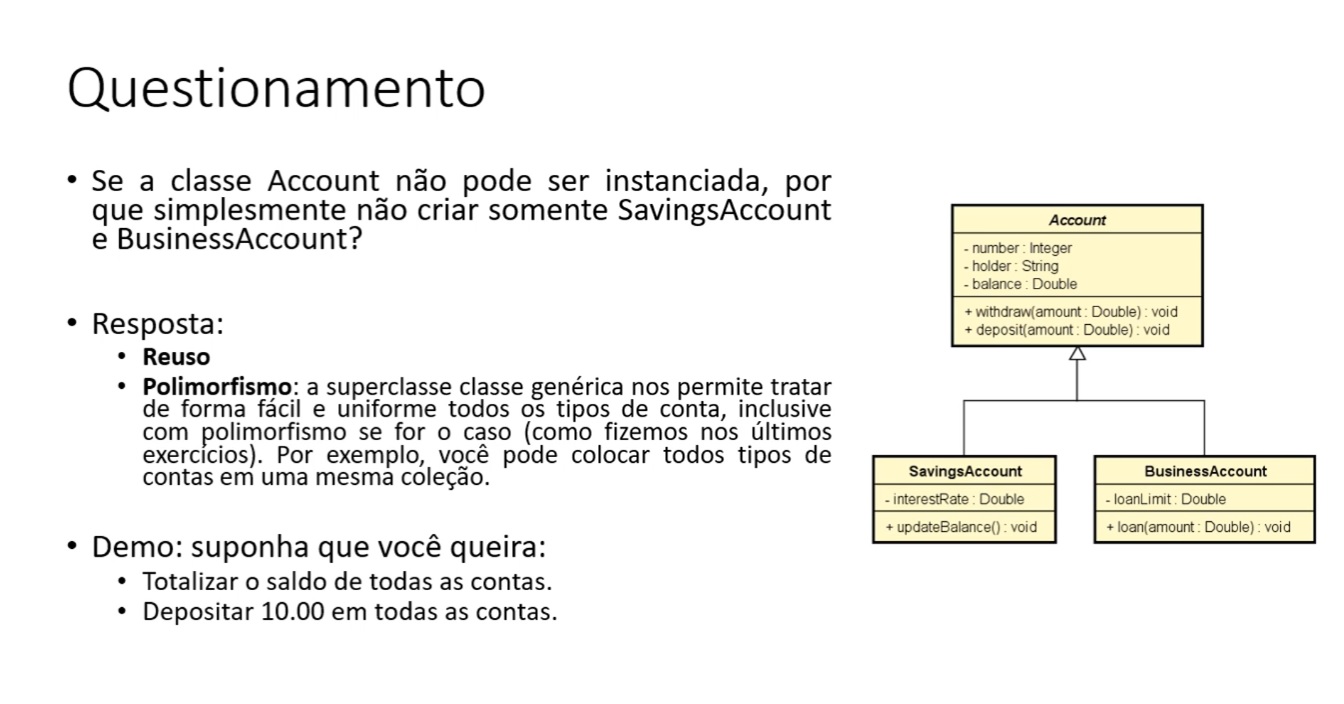 Questionamento
• Se a classe Account não pode ser instanciada, por
que simplesmente não criar somente SavingsAccount
e BusinessAccount?
• Resposta:
• Reuso
• Polimorfismo: a superclasse classe genérica nos permite tratar
de forma fácil e uniforme todos os tipos de conta, inclusive
com polimorfismo se for o caso (como fizemos nos últimos
exercícios). Por exemplo, você pode colocar todos tipos de
contas em uma mesma coleção.
• Demo: suponha que você queira:
• Totalizar o saldo de todas as contas.
• Depositar 10.00 em todas as contas.
Account
- number : Integer
- holder : String
- balance : Double
+ withdraw(amount : Double) : void
+ deposit(amount : Double) : void
SavingsAccount
- interestRate : Double
+ updateBalance() : void
BusinessAccount
- loanLimit : Double
+ loan(amount : Double) : void